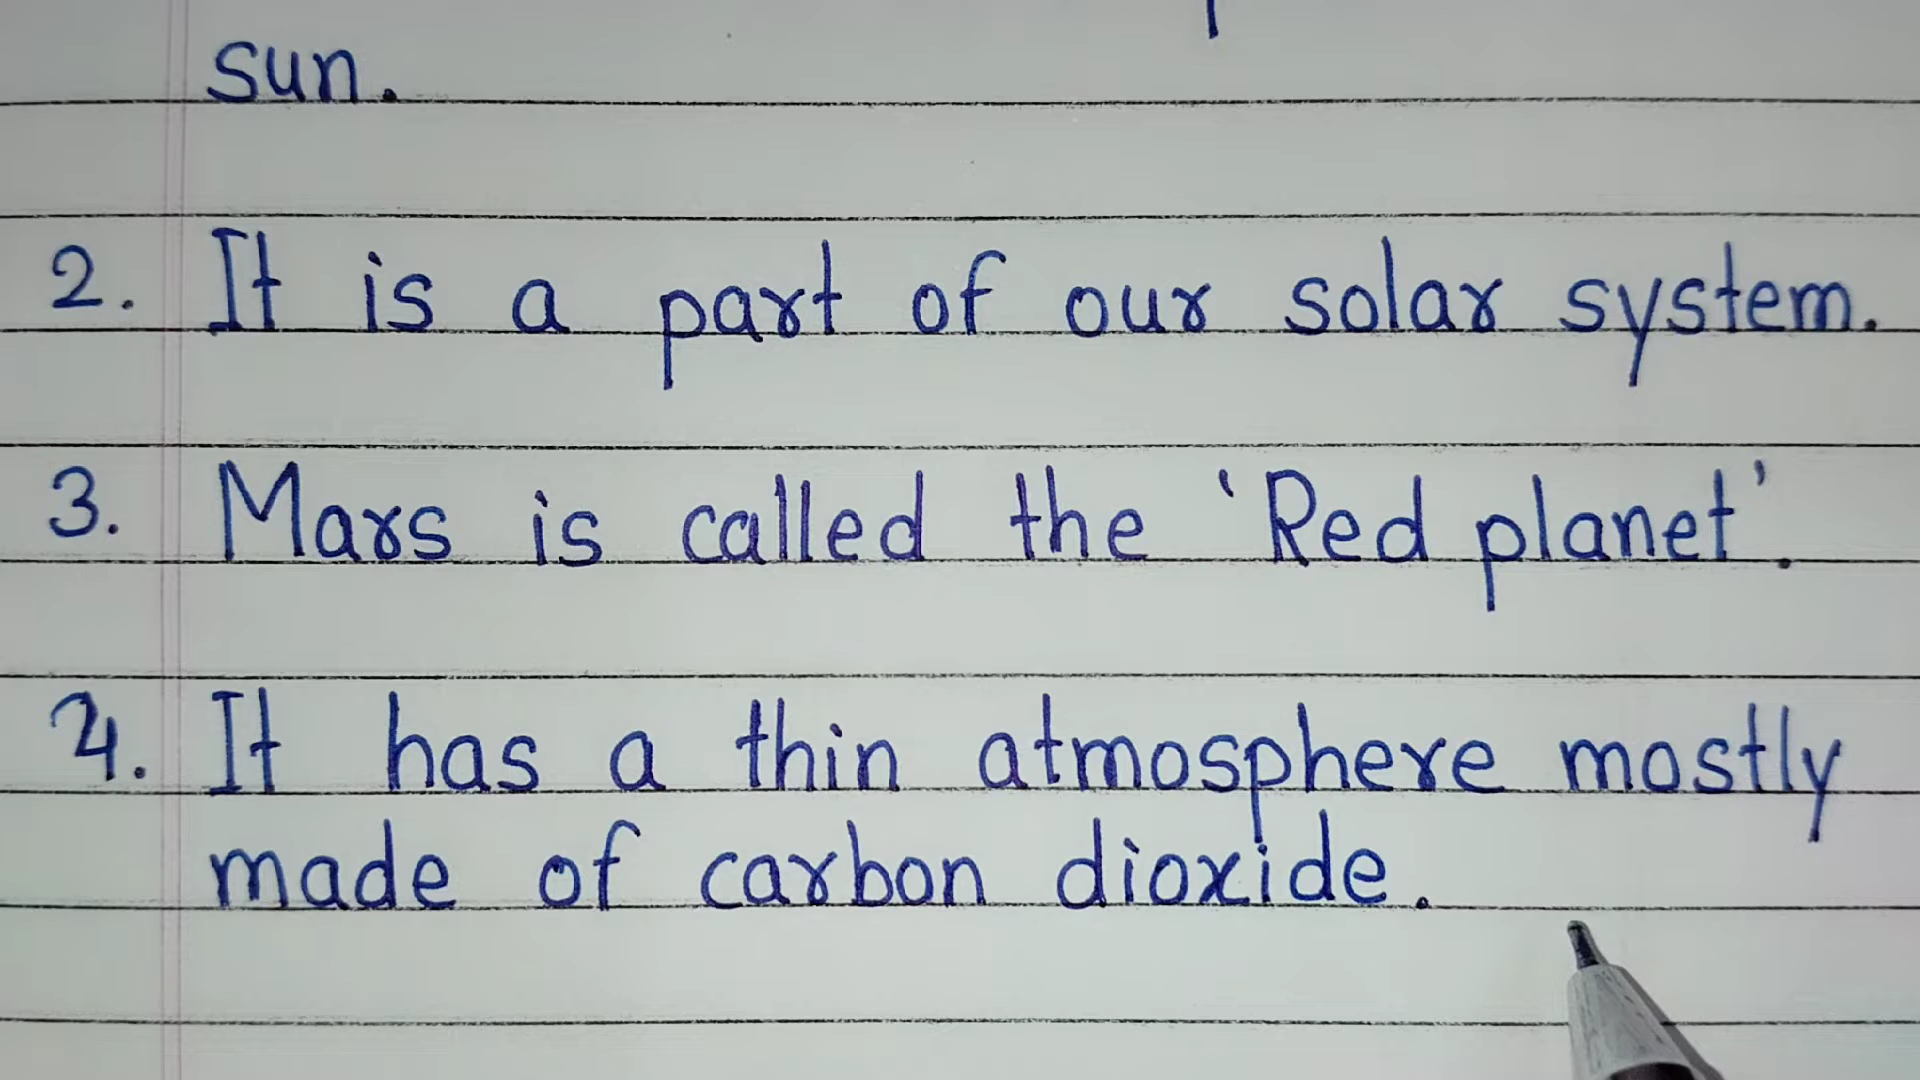 sun.
2. It is a part of our solar system.
3. Mars is called the 'Red planet'.
4. It has a thin atmosphere mostly
made of carbon dioxide.